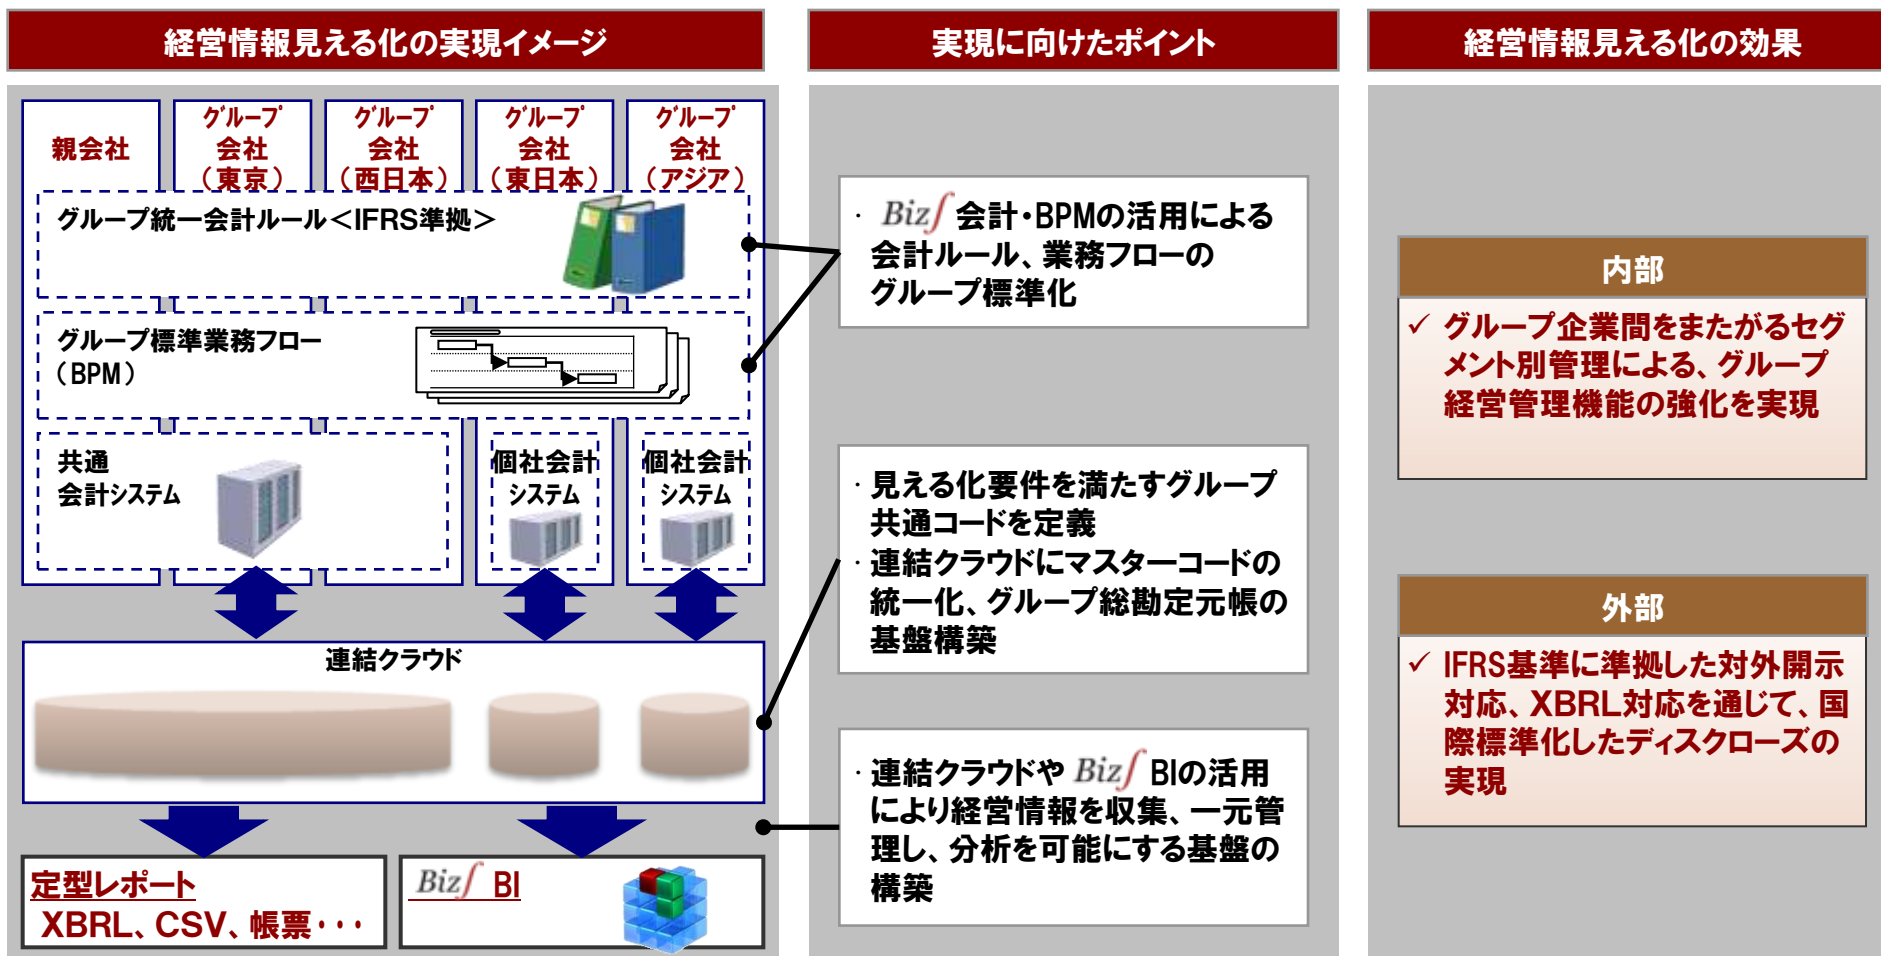 経営情報見える化の実現イメージ
実現に向けたポイント
経営情報見える化の効果
親会社
グループ
会社
（東京）
グループ
会社
（西日本）
グループ
会社
（東日本）
グループ
会社
（アジア）
グループ統一会計ルール＜IFRS準拠＞
グループ標準業務フロー
（BPM）
共通
会計システム
個社会計
システム
個社会計
システム
連結クラウド
定型レポート
XBRL、CSV、帳票・・・
Biz∫ BI
・Biz∫ 会計・BPMの活用による
会計ルール、業務フローの
グループ標準化
・見える化要件を満たすグループ
共通コードを定義
・連結クラウドにマスターコードの
統一化、グループ総勘定元帳の
基盤構築
・連結クラウドや Biz∫ BIの活用
により経営情報を収集、一元管
理し、分析を可能にする基盤の
構築
内部
✓ グループ企業間をまたがるセグ
メント別管理による、グループ
経営管理機能の強化を実現
外部
✓ IFRS基準に準拠した対外開示
対応、XBRL対応を通じて、国
際標準化したディスクローズの
実現